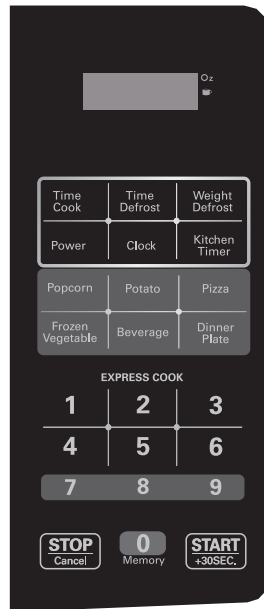 Oz
Time Cook
Time Defrost
Weight Defrost
Power
Clock
Kitchen Timer
Popcorn
Potato
Pizza
Frozen Vegetable
Beverage
Dinner Plate
EXPRESS COOK
1 2 3
4 5 6
7 8 9
STOP
Cancel
0
Memory
START
+30SEC.